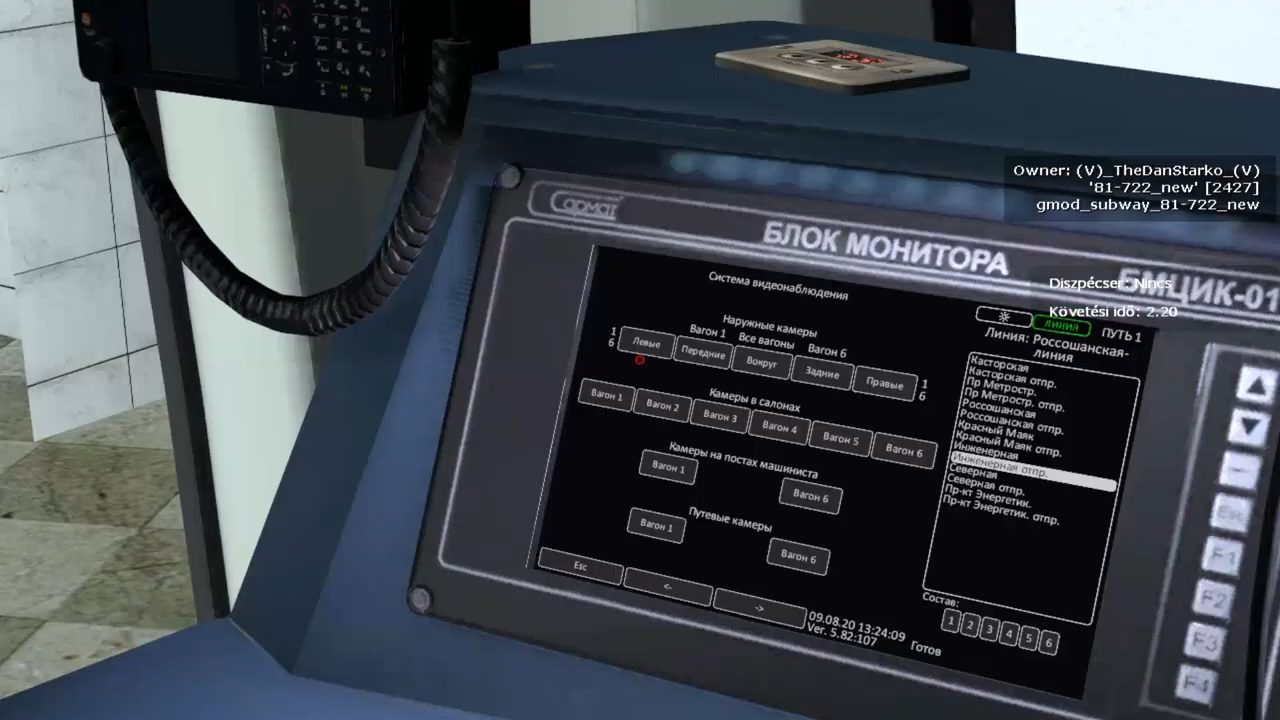 Owner: (V)_TheDanStarko_(V)
'81-722_new' [2427]
gmod_subway_81-722_new
Сармат
БЛОК МОНИТОРА
БМЦИК-01
Diszpécser: Nincs
Követési idő: 2.20
Система видеонаблюдения
Наружные камеры
Вагон 1 Все вагоны Вагон 6
1
6
Левые Передние Вокруг Задние Правые
1
6
Камеры в салонах
Вагон 1 Вагон 2 Вагон 3 Вагон 4 Вагон 5 Вагон 6
Камеры на постах машиниста
Вагон 1 Вагон 6
Путевые камеры
Вагон 1 Вагон 6
Esc <- ->
09.08.20 13:24:09
Ver. 5.82:107
Готов
ЛИНИЯ ПУТЬ 1
Линия: Россошанская-
линия
Касторская
Касторская отпр.
Пр Метростр.
Пр Метростр. отпр.
Россошанская
Россошанская отпр.
Красный Маяк
Красный Маяк отпр.
Инженерная
Инженерная отпр.
Северная
Северная отпр.
Пр-кт Энергетик.
Пр-кт Энергетик. отпр.
Состав:
1 2 3 4 5 6
F1
F2
F3
F4